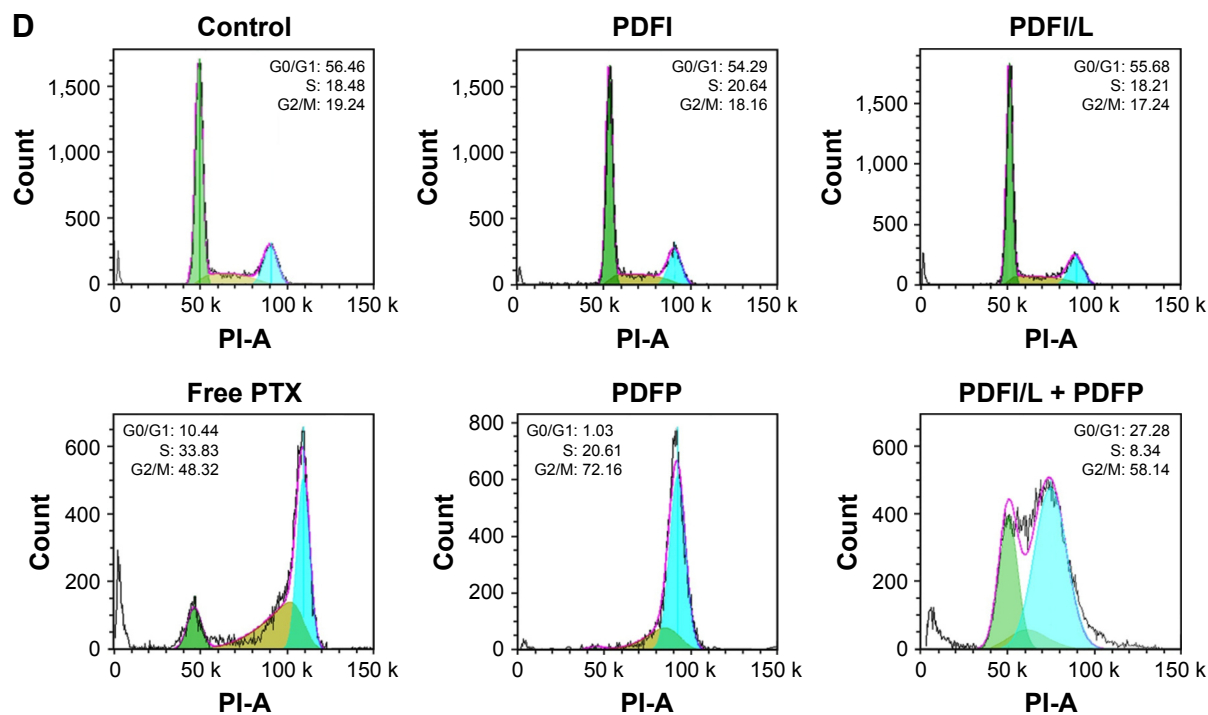 D
Control
G0/G1: 56.46
S: 18.48
G2/M: 19.24
1,500
1,000
500
0
Count
0 50 k 100 k 150 k
PI-A
PDFI
G0/G1: 54.29
S: 20.64
G2/M: 18.16
1,500
1,000
500
0
Count
0 50 k 100 k 150 k
PI-A
PDFI/L
G0/G1: 55.68
S: 18.21
G2/M: 17.24
1,500
1,000
500
0
Count
0 50 k 100 k 150 k
PI-A
Free PTX
G0/G1: 10.44
S: 33.83
G2/M: 48.32
600
400
200
0
Count
0 50 k 100 k 150 k
PI-A
PDFP
G0/G1: 1.03
S: 20.61
G2/M: 72.16
800
600
400
200
0
Count
0 50 k 100 k 150 k
PI-A
PDFI/L + PDFP
G0/G1: 27.28
S: 8.34
G2/M: 58.14
600
400
200
0
Count
0 50 k 100 k 150 k
PI-A